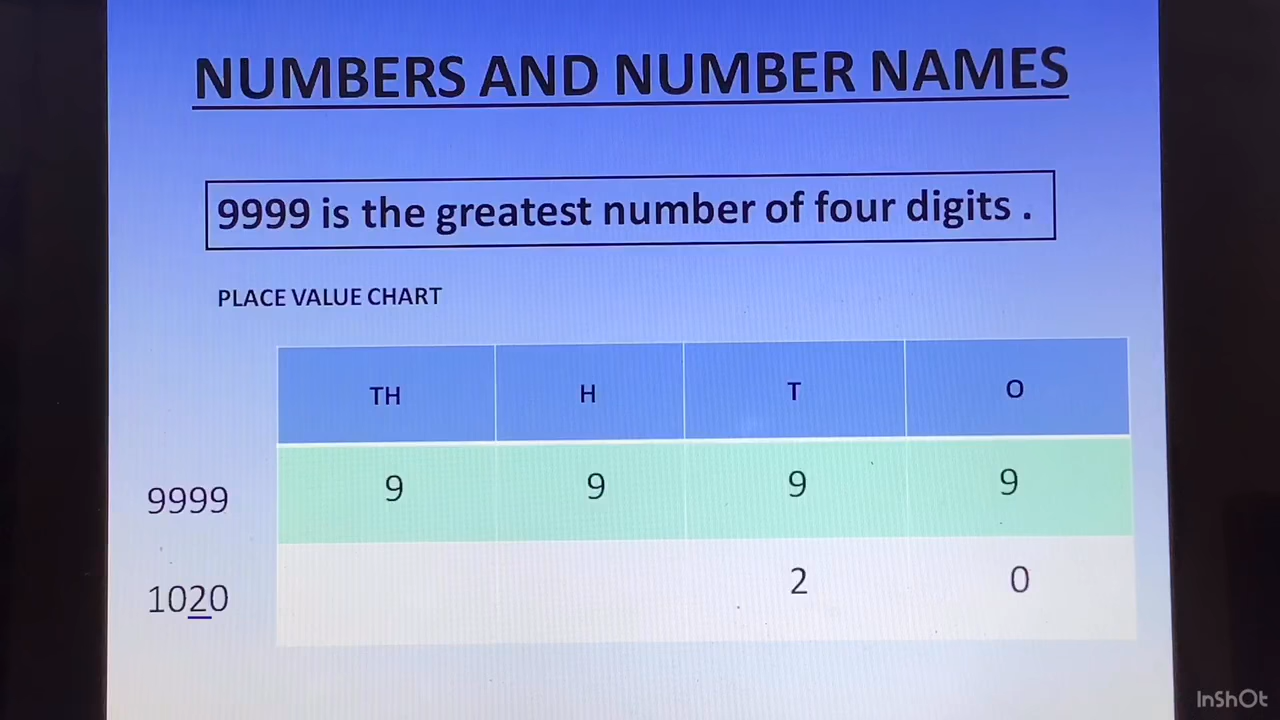 NUMBERS AND NUMBER NAMES
9999 is the greatest number of four digits .
PLACE VALUE CHART
TH H T O
9999 9 9 9 9
1020 2 0
InShOt